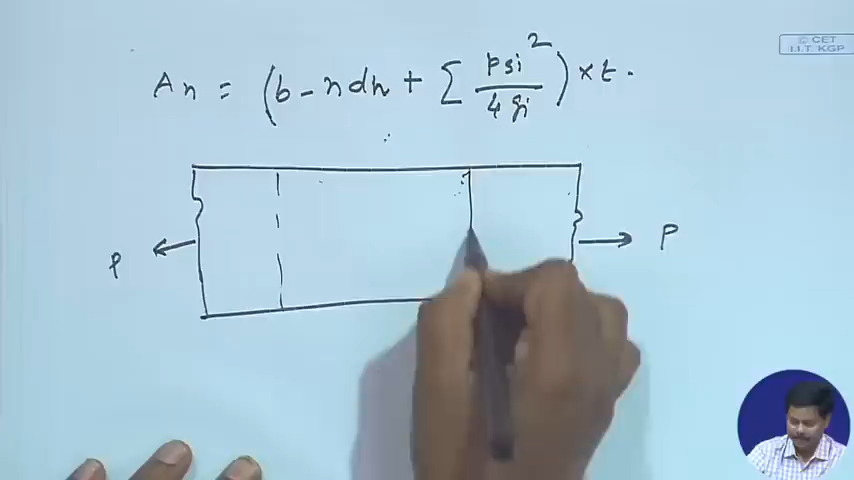 © CET
I.I.T. KGP
An = (b - ndh + Σ psi²/4gi) × t.
P
P